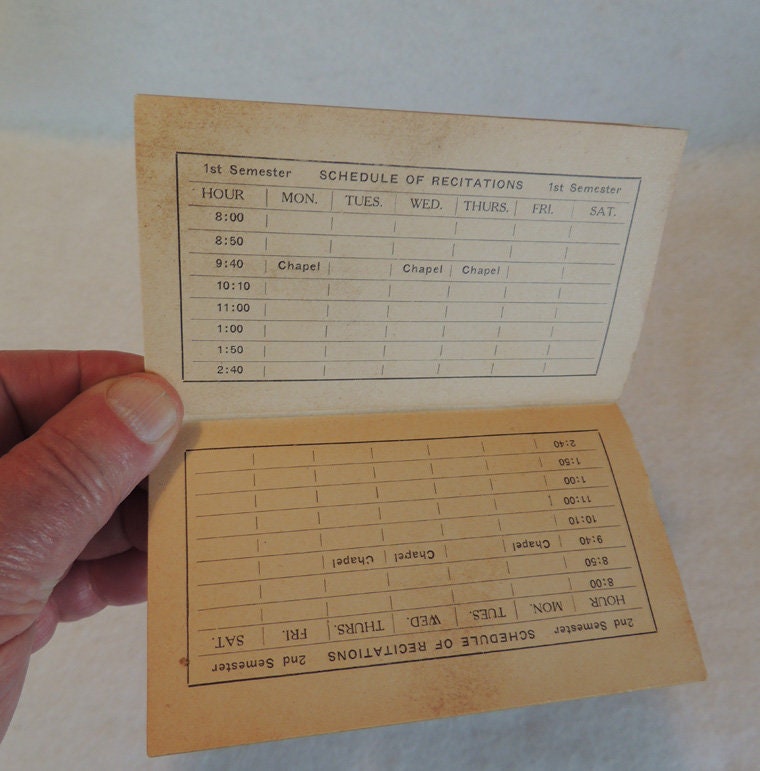 1st Semester SCHEDULE OF RECITATIONS 1st Semester
HOUR MON. TUES. WED. THURS. FRI. SAT.
8:00
8:50
9:40 Chapel Chapel Chapel
10:10
11:00
1:00
1:50
2:40
2nd Semester SCHEDULE OF RECITATIONS 2nd Semester
HOUR MON. TUES. WED. THURS. FRI. SAT.
8:00
8:50
9:40 Chapel Chapel Chapel
10:10
11:00
1:00
1:50
2:40